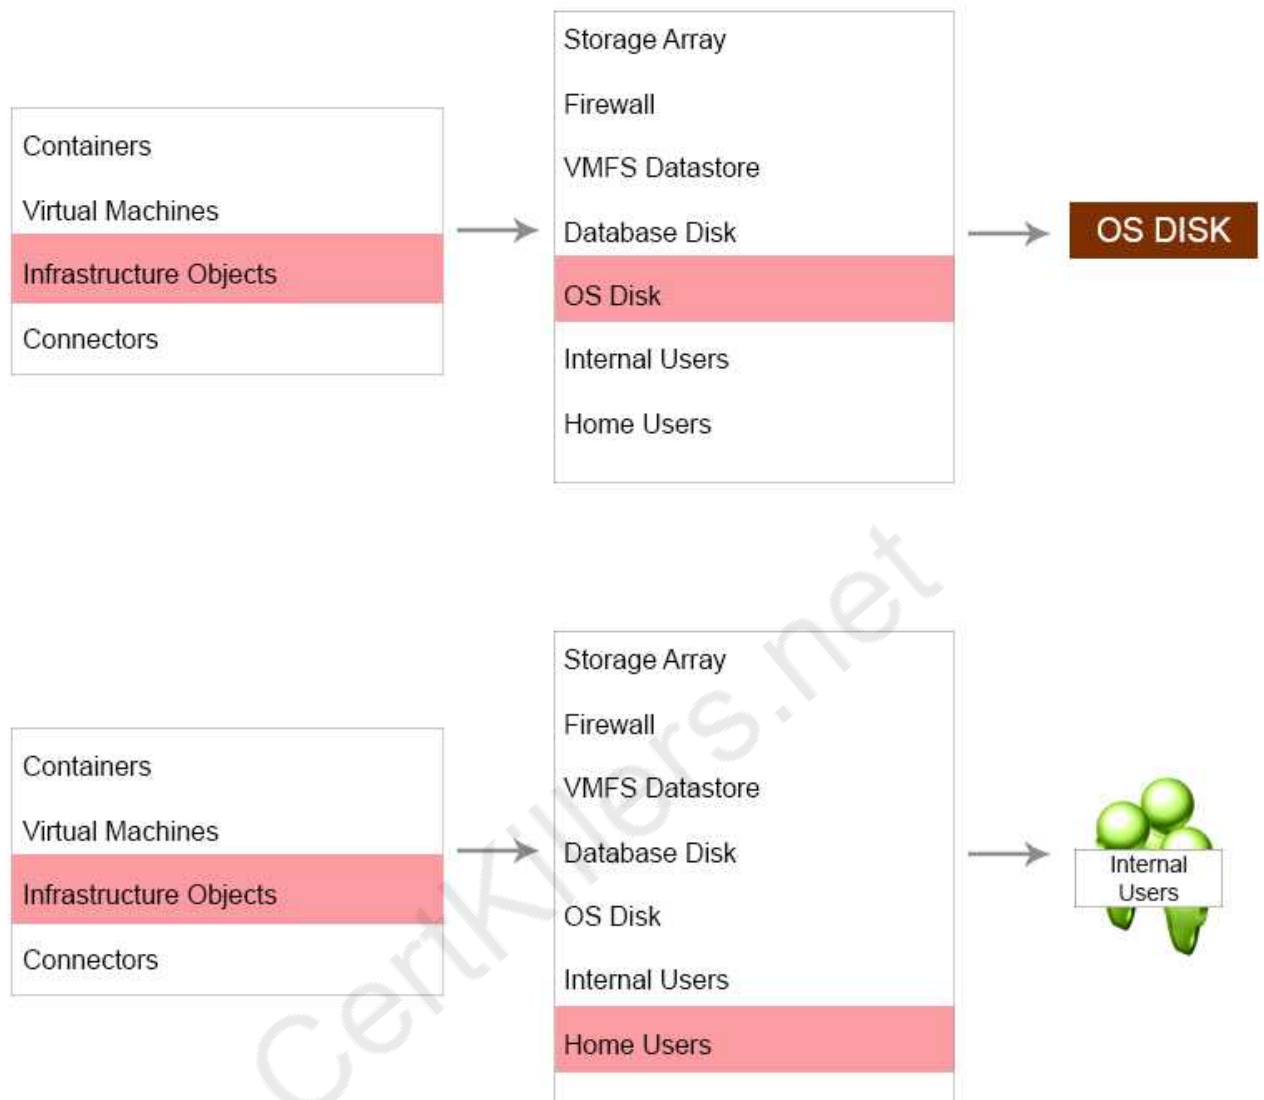 Containers
Virtual Machines
Infrastructure Objects
Connectors
Storage Array
Firewall
VMFS Datastore
Database Disk
OS Disk
Internal Users
Home Users
OS DISK
Containers
Virtual Machines
Infrastructure Objects
Connectors
Storage Array
Firewall
VMFS Datastore
Database Disk
OS Disk
Internal Users
Home Users
Internal
Users
CertKillers.net